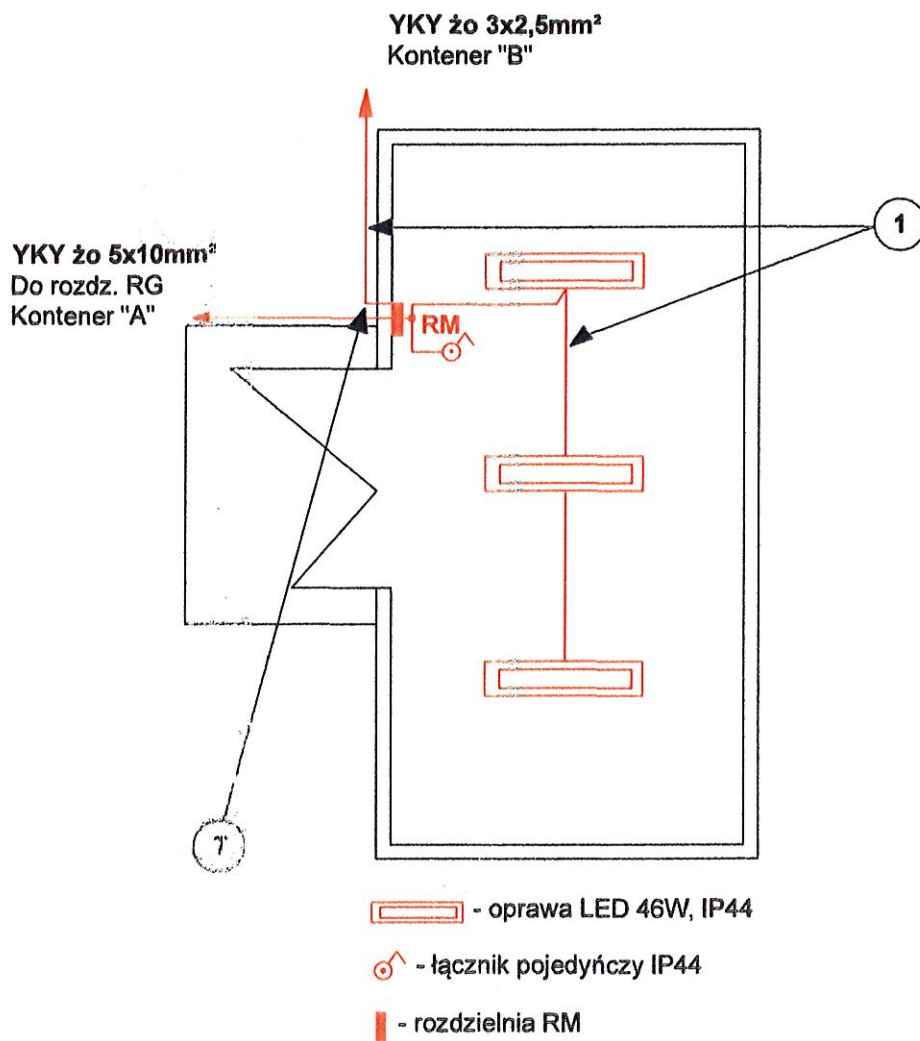 YKY żo 3x2,5mm²
Kontener "B"
1
YKY żo 5x10mm²
Do rozdz. RG
Kontener "A"
RM
- oprawa LED 46W, IP44
- łącznik pojedyńczy IP44
- rozdzielnia RM